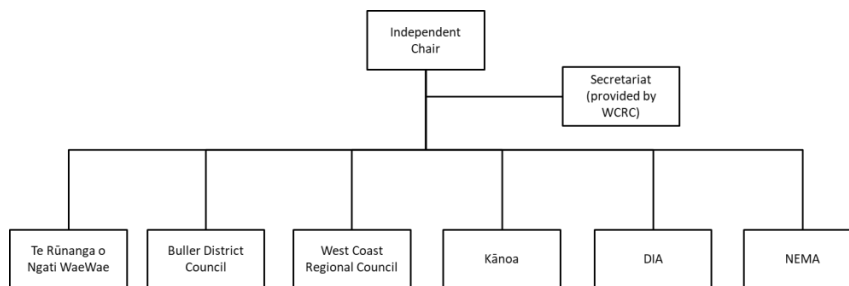 Independent
Chair
Secretariat
(provided by
WCRC)
Te Rūnanga o
Ngati WaeWae
Buller District
Council
West Coast
Regional Council
Kānoa
DIA
NEMA